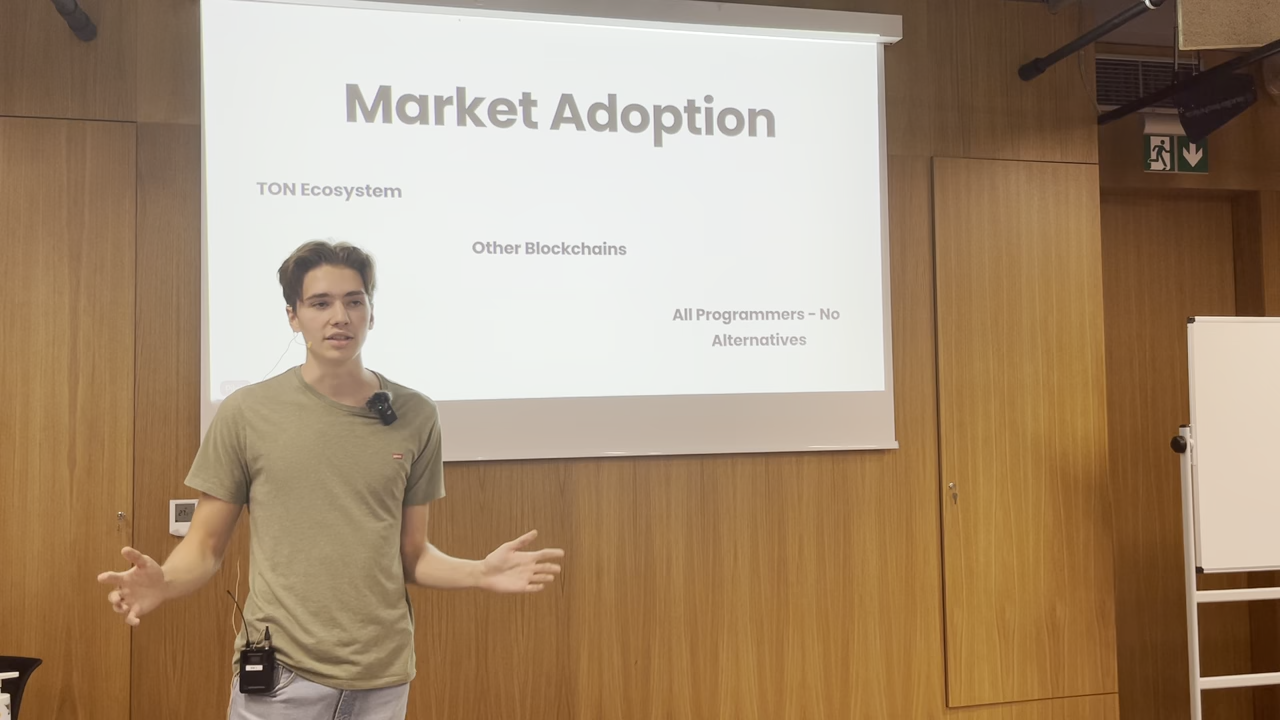 Market Adoption
TON Ecosystem
Other Blockchains
All Programmers - No
Alternatives